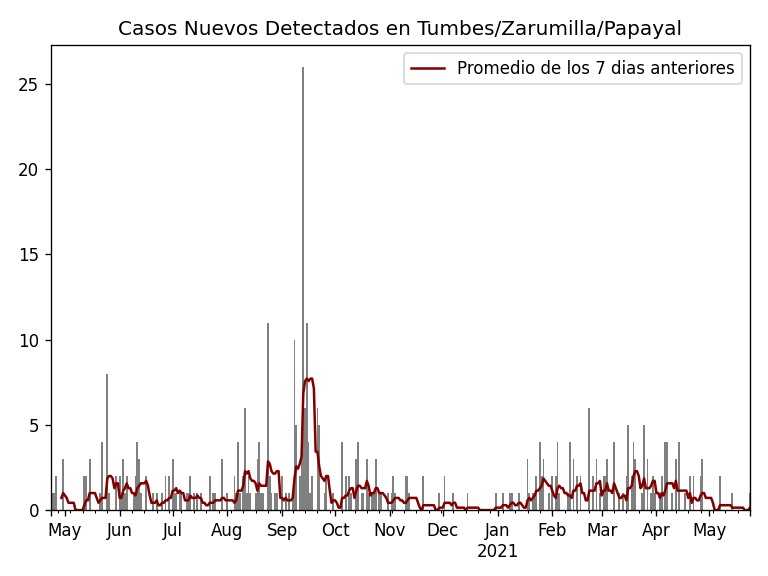 Casos Nuevos Detectados en Tumbes/Zarumilla/Papayal
Promedio de los 7 dias anteriores
25
20
15
10
5
0
May Jun Jul Aug Sep Oct Nov Dec Jan Feb Mar Apr May
2021